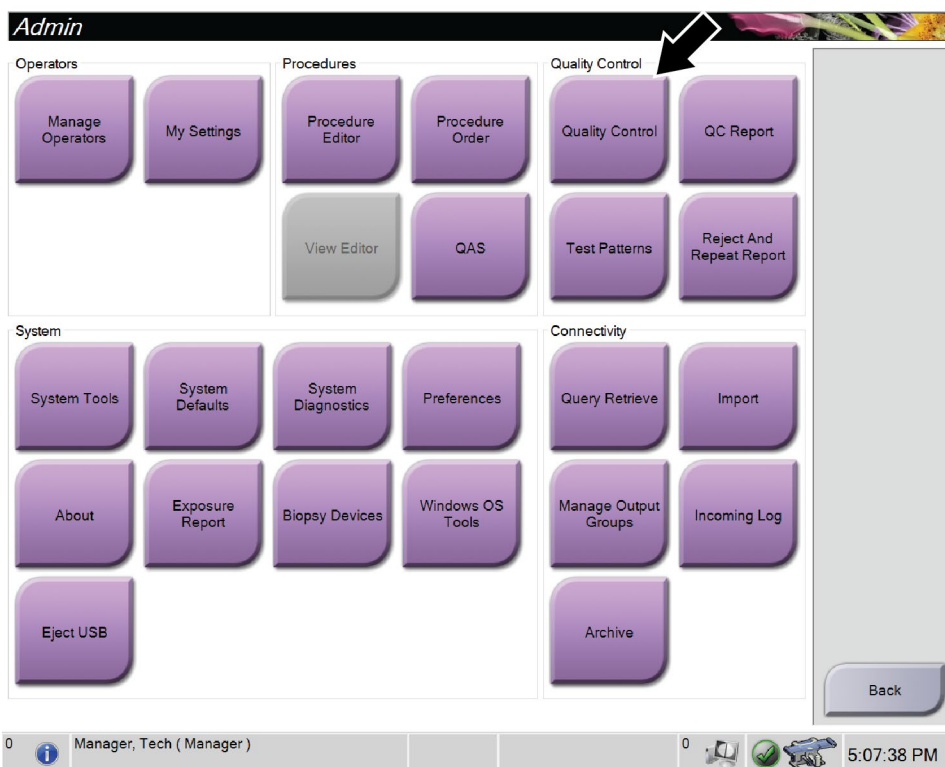 Admin
Operators
Manage
Operators
My Settings
Procedures
Procedure
Editor
Procedure
Order
View Editor
QAS
Quality Control
Quality Control
QC Report
Test Patterns
Reject And
Repeat Report
System
System Tools
System
Defaults
System
Diagnostics
Preferences
About
Exposure
Report
Biopsy Devices
Windows OS
Tools
Eject USB
Connectivity
Query Retrieve
Import
Manage Output
Groups
Incoming Log
Archive
Back
0
Manager, Tech ( Manager )
0
5:07:38 PM